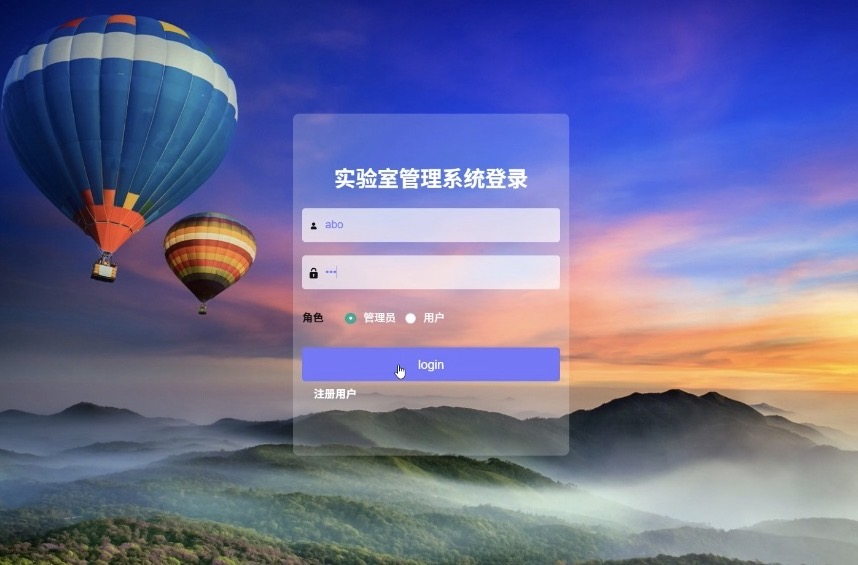 实验室管理系统登录
abo
•••
角色 管理员 用户
login
注册用户